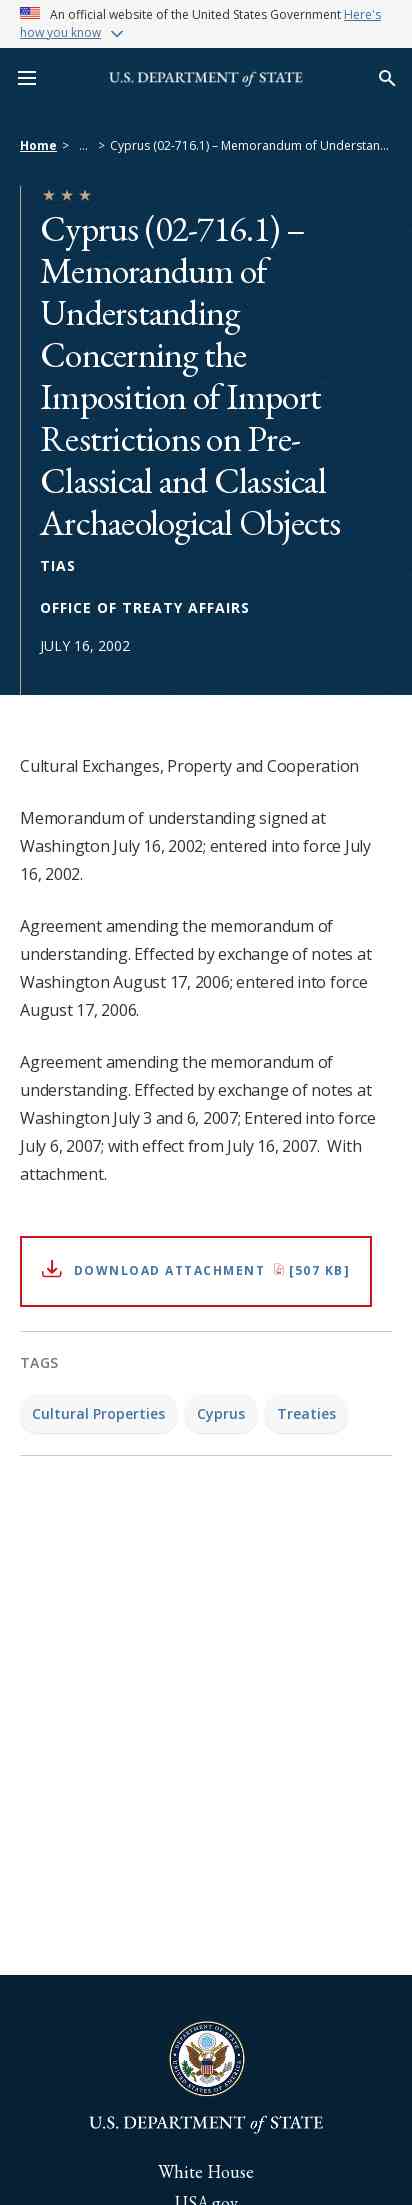 An official website of the United States Government Here's
how you know
U.S. DEPARTMENT of STATE
Home > ... > Cyprus (02-716.1) – Memorandum of Understan...
Cyprus (02-716.1) –
Memorandum of
Understanding
Concerning the
Imposition of Import
Restrictions on Pre-
Classical and Classical
Archaeological Objects
TIAS
OFFICE OF TREATY AFFAIRS
JULY 16, 2002
Cultural Exchanges, Property and Cooperation
Memorandum of understanding signed at
Washington July 16, 2002; entered into force July
16, 2002.
Agreement amending the memorandum of
understanding. Effected by exchange of notes at
Washington August 17, 2006; entered into force
August 17, 2006.
Agreement amending the memorandum of
understanding. Effected by exchange of notes at
Washington July 3 and 6, 2007; Entered into force
July 6, 2007; with effect from July 16, 2007.  With
attachment.
DOWNLOAD ATTACHMENT [507 KB]
TAGS
Cultural Properties Cyprus Treaties
DEPARTMENT OF STATE
UNITED STATES OF AMERICA
U.S. DEPARTMENT of STATE
White House
USA.gov